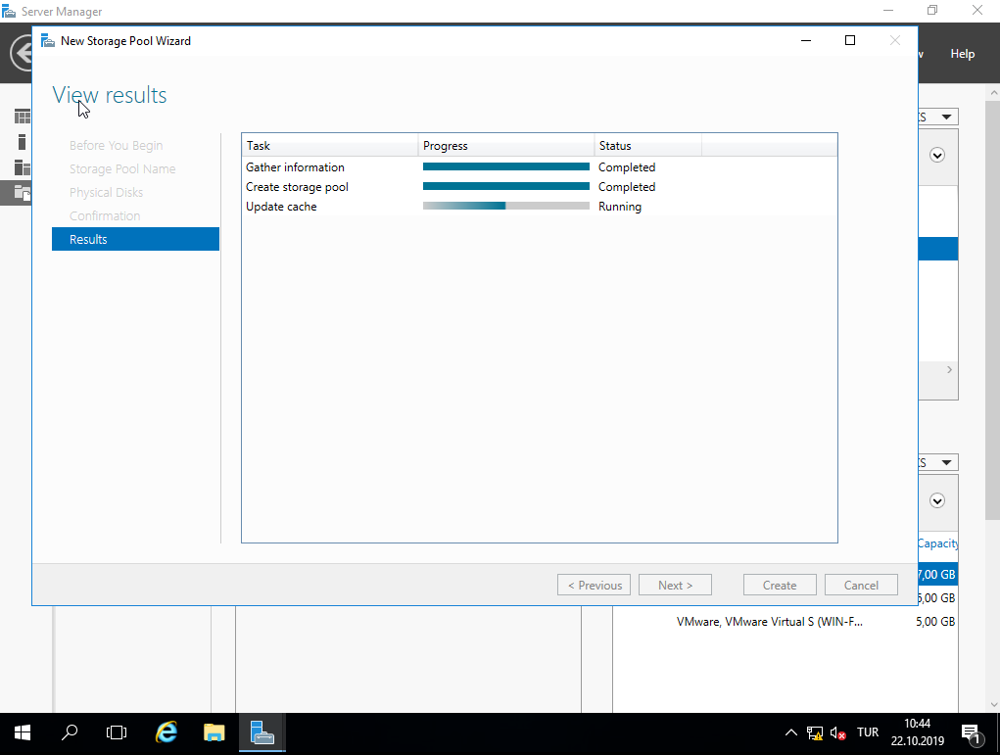 Server Manager
New Storage Pool Wizard
Help
View results
Before You Begin
Storage Pool Name
Physical Disks
Confirmation
Results
Task Progress Status
Gather information Completed
Create storage pool Completed
Update cache Running
Capacity
7,00 GB
5,00 GB
VMware, VMware Virtual S (WIN-F... 5,00 GB
< Previous Next > Create Cancel
TUR
10:44
22.10.2019
1